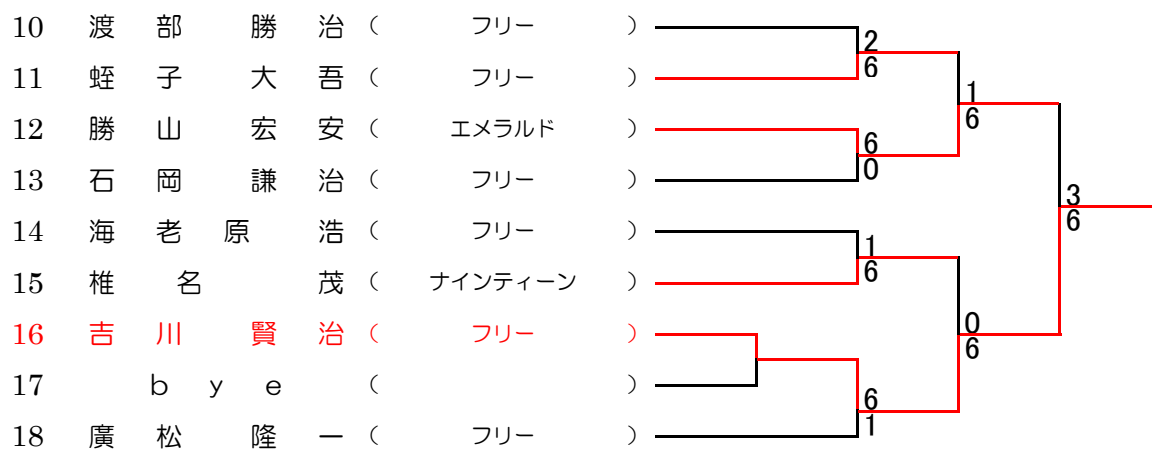 10 渡部 勝治 ( フリー ) 2
11 蛭子 大吾 ( フリー ) 6
1
12 勝山 宏安 ( エメラルド ) 6
6
13 石岡 謙治 ( フリー ) 0
3
6
14 海老原 浩 ( フリー ) 1
15 椎名 茂 ( ナインティーン ) 6
0
16 吉川 賢治 ( フリー ) 6
17 bye ( )
6
18 廣松 隆一 ( フリー ) 1